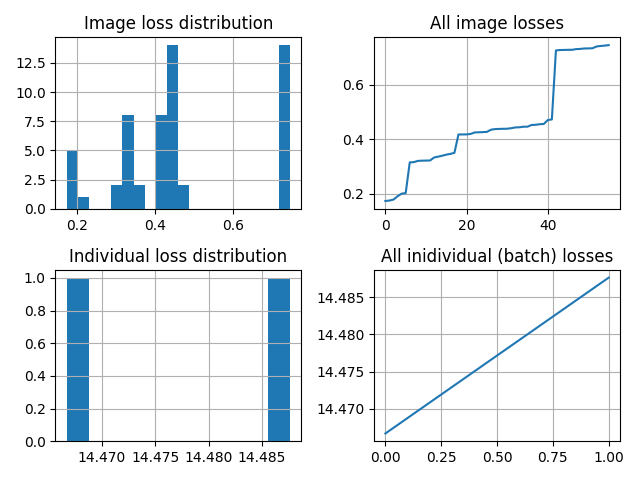 Image loss distribution
12.5
10.0
7.5
5.0
2.5
0.0
0.2 0.4 0.6
All image losses
0.6
0.4
0.2
0 20 40
Individual loss distribution
1.0
0.8
0.6
0.4
0.2
0.0
14.470 14.475 14.480 14.485
All inidividual (batch) losses
14.485
14.480
14.475
14.470
0.00 0.25 0.50 0.75 1.00